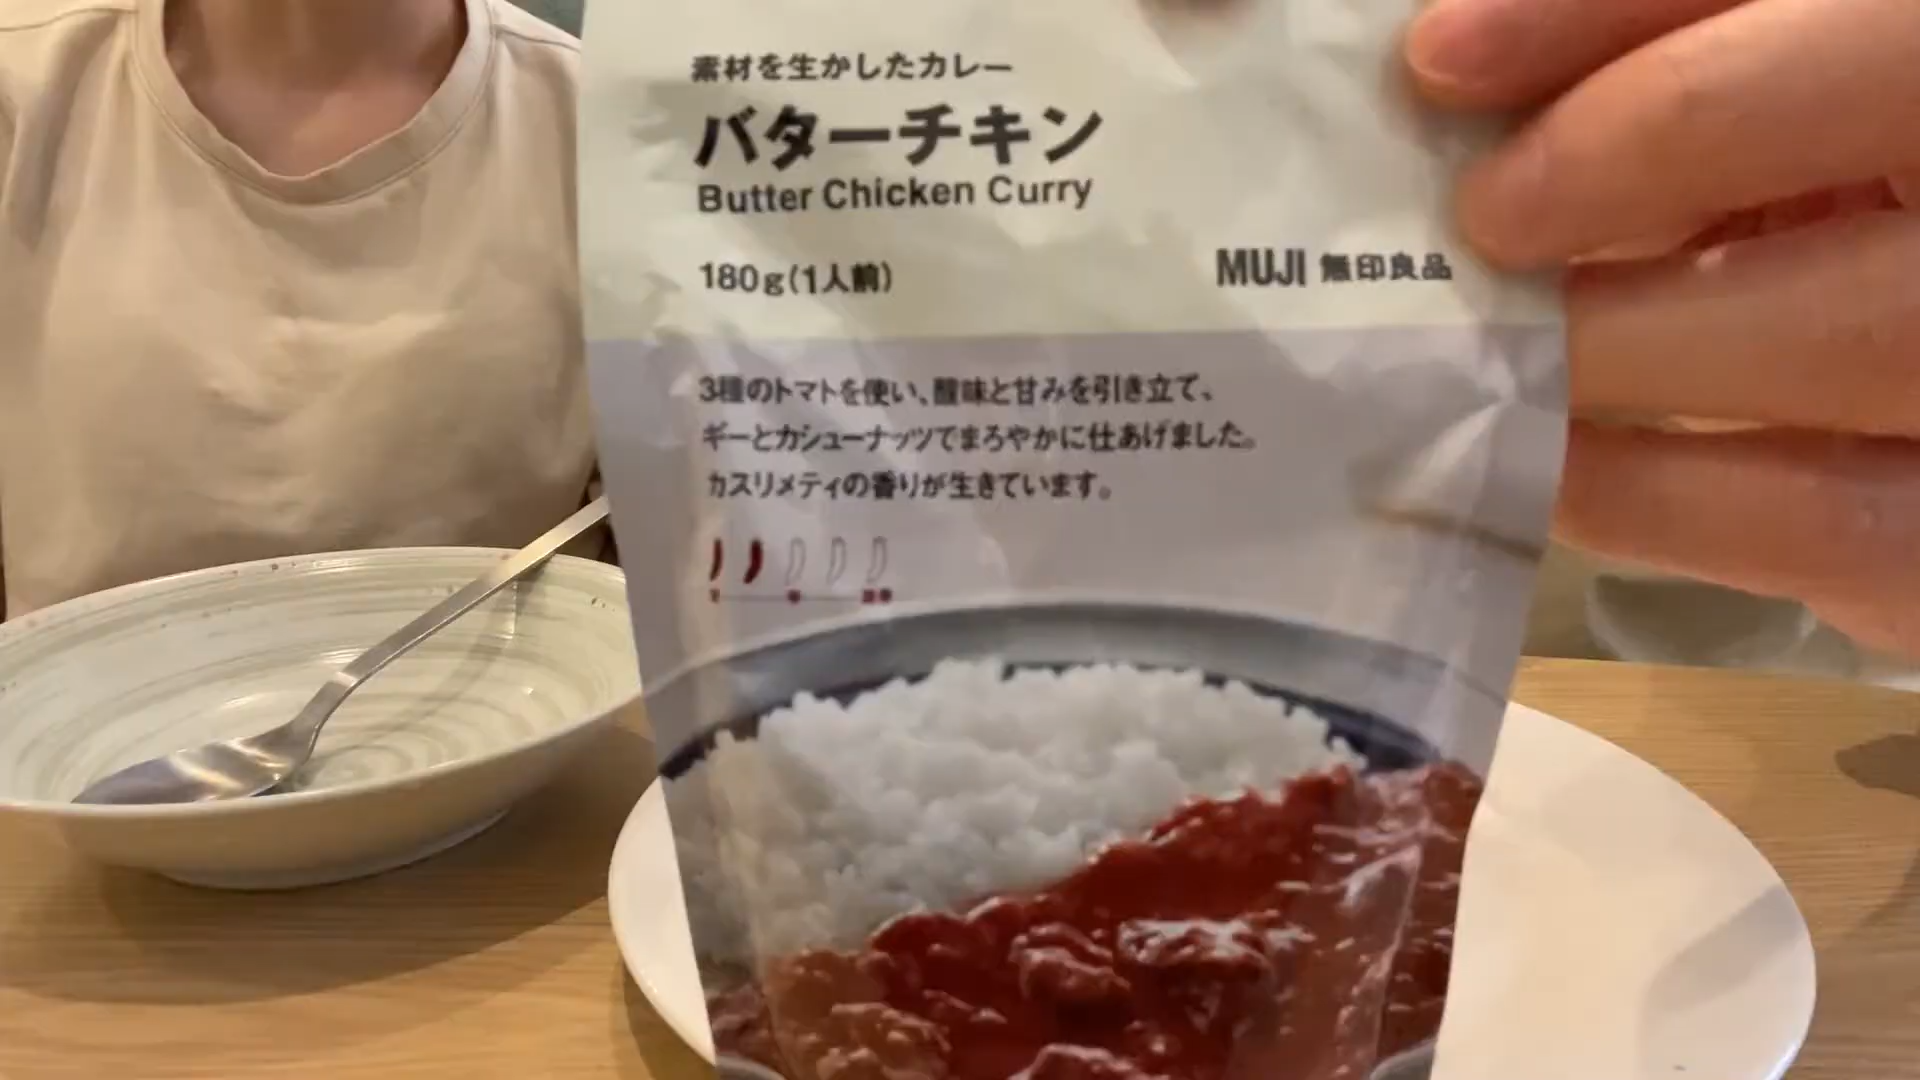 素材を生かしたカレー
バターチキン
Butter Chicken Curry
180g(1人前)
MUJI 無印良品
3種のトマトを使い、酸味と甘みを引き立て、
ギーとカシューナッツでまろやかに仕あげました。
カスリメティの香りが生きています。